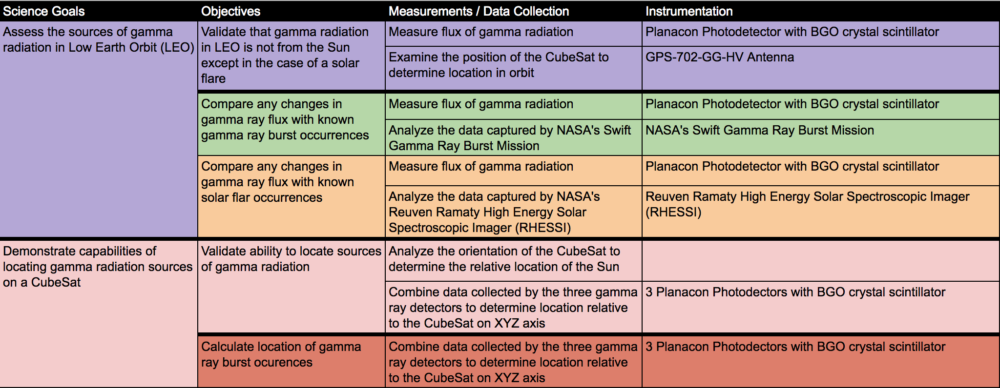 Science Goals
Objectives
Measurements / Data Collection
Instrumentation
Assess the sources of gamma
radiation in Low Earth Orbit (LEO)
Validate that gamma radiation
in LEO is not from the Sun
except in the case of a solar
flare
Measure flux of gamma radiation
Planacon Photodetector with BGO crystal scintillator
Examine the position of the CubeSat to
determine location in orbit
GPS-702-GG-HV Antenna
Compare any changes in
gamma ray flux with known
gamma ray burst occurrences
Measure flux of gamma radiation
Planacon Photodetector with BGO crystal scintillator
Analyze the data captured by NASA's Swift
Gamma Ray Burst Mission
NASA's Swift Gamma Ray Burst Mission
Compare any changes in
gamma ray flux with known
solar flar occurrences
Measure flux of gamma radiation
Planacon Photodetector with BGO crystal scintillator
Analyze the data captured by NASA's
Reuven Ramaty High Energy Solar
Spectroscopic Imager (RHESSI)
Reuven Ramaty High Energy Solar Spectroscopic Imager
(RHESSI)
Demonstrate capabilities of
locating gamma radiation sources
on a CubeSat
Validate ability to locate sources
of gamma radiation
Analyze the orientation of the CubeSat to
determine the relative location of the Sun
Combine data collected by the three gamma
ray detectors to determine location relative
to the CubeSat on XYZ axis
3 Planacon Photodectors with BGO crystal scintillator
Calculate location of gamma
ray burst ocurences
Combine data collected by the three gamma
ray detectors to determine location relative
to the CubeSat on XYZ axis
3 Planacon Photodectors with BGO crystal scintillator